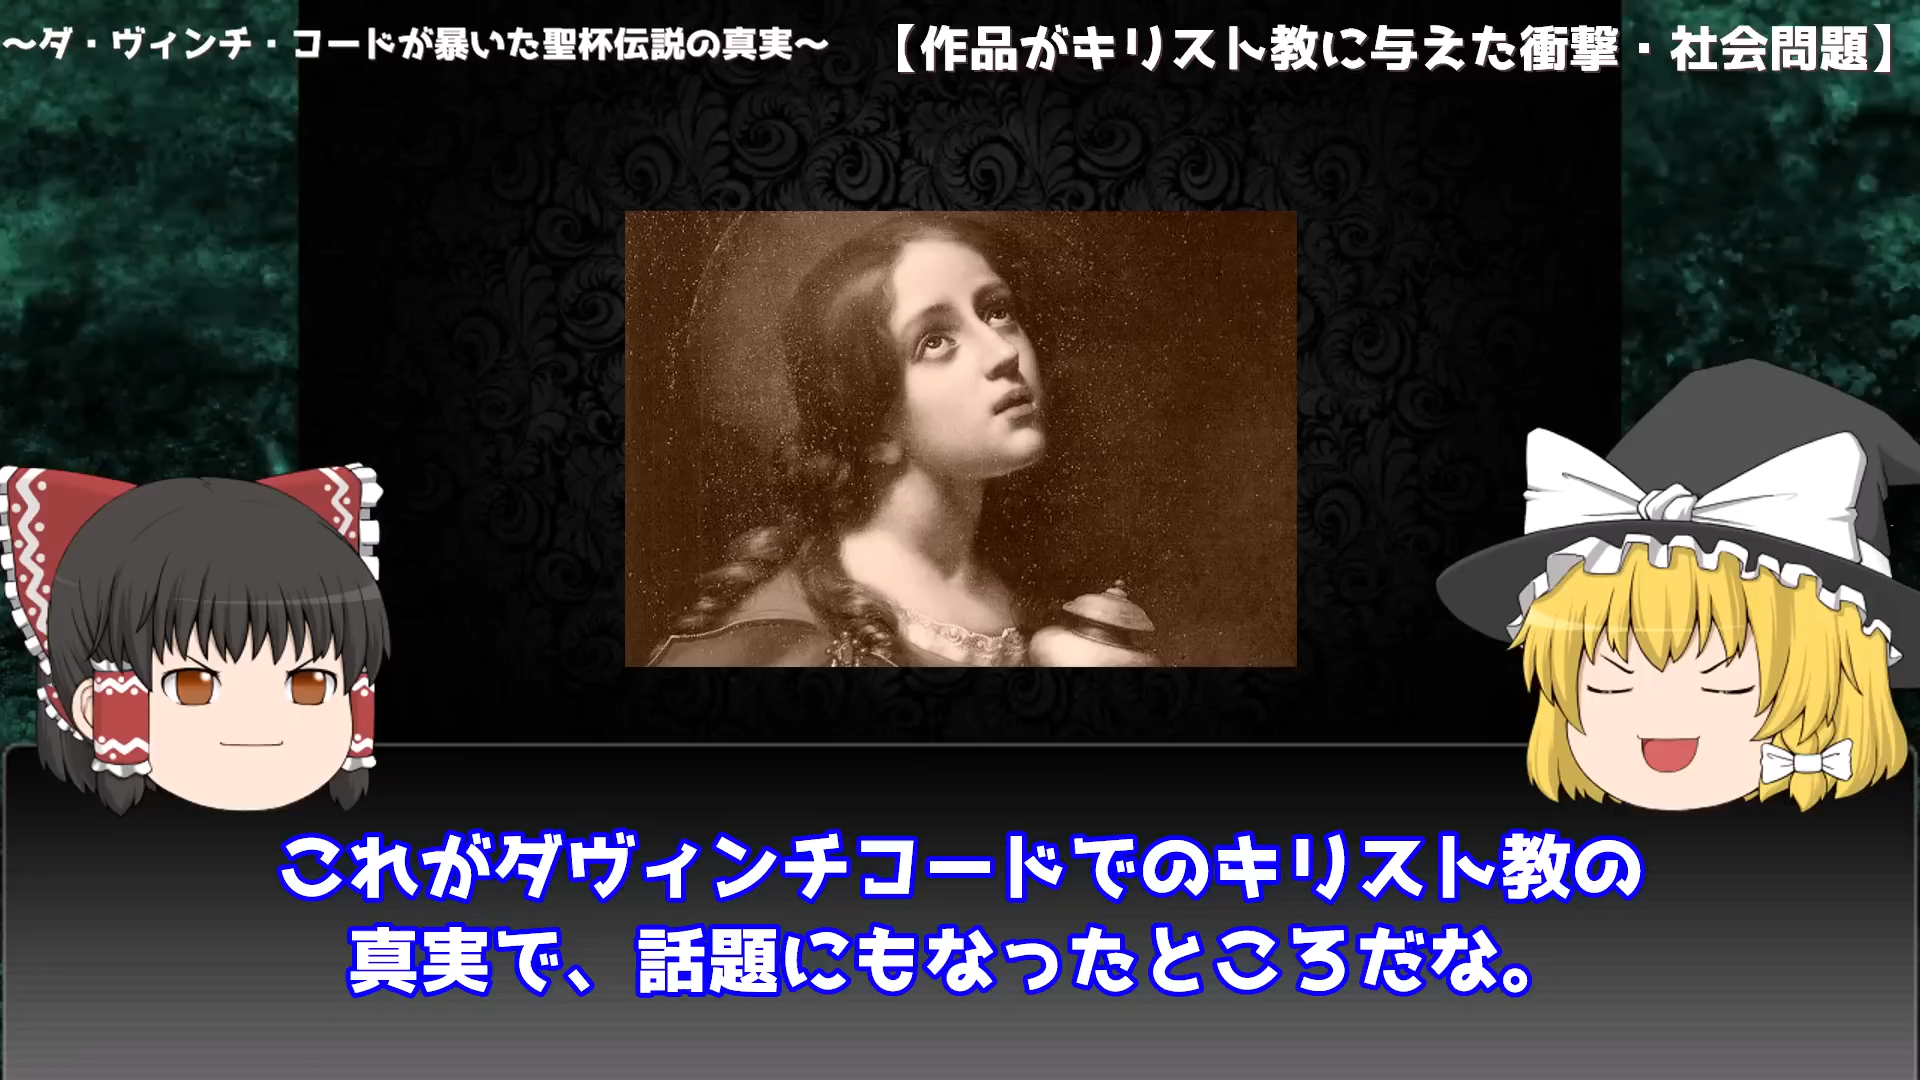 ～ダ・ヴィンチ・コードが暴いた聖杯伝説の真実～
【作品がキリスト教に与えた衝撃・社会問題】
これがダヴィンチコードでのキリスト教の
真実で、話題にもなったところだな。